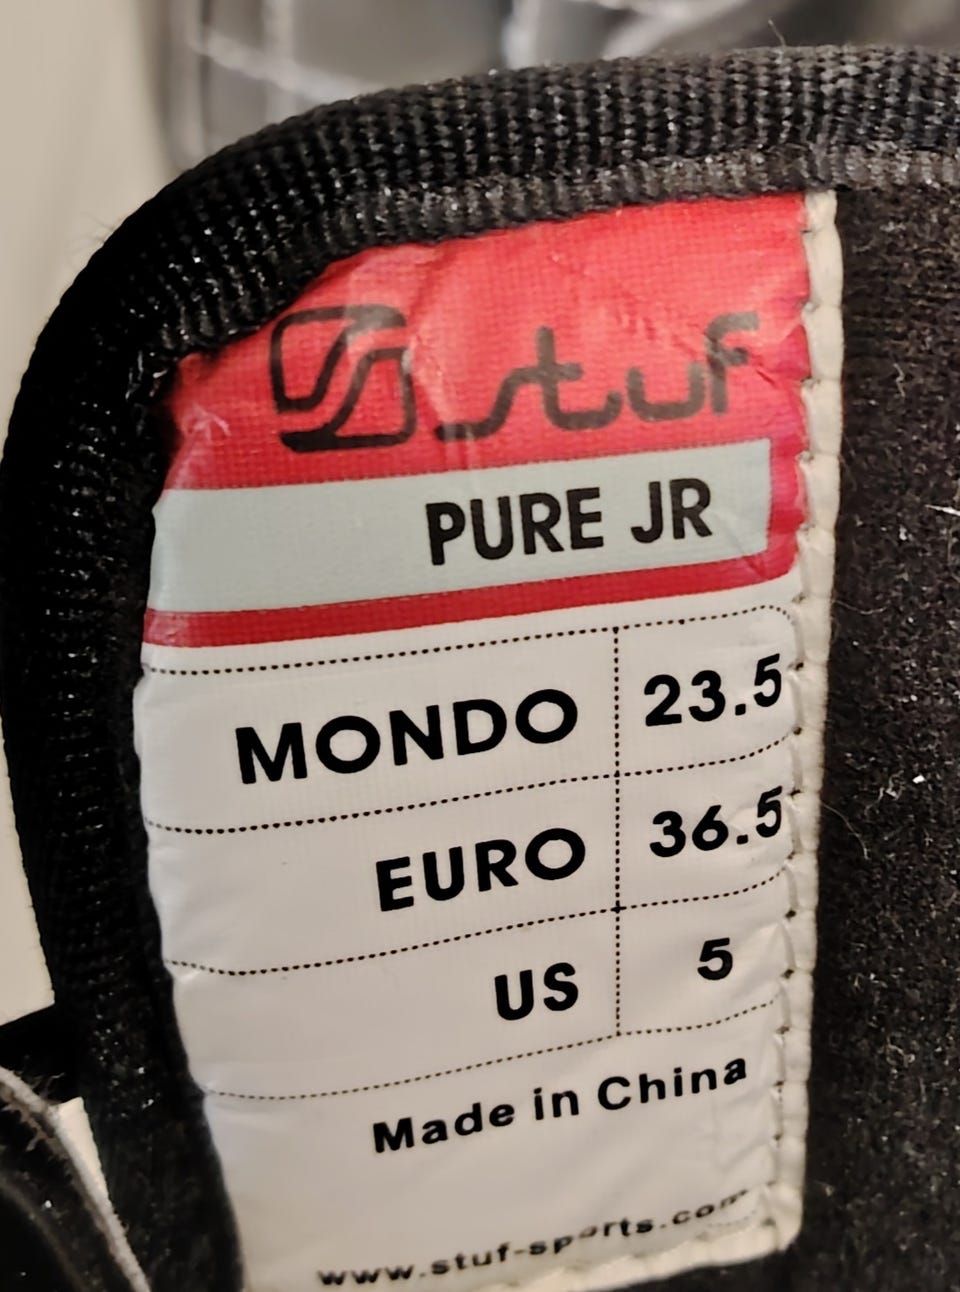 stuf
PURE JR
MONDO 23.5
EURO 36.5
US 5
Made in China
www.stuf-sports.com